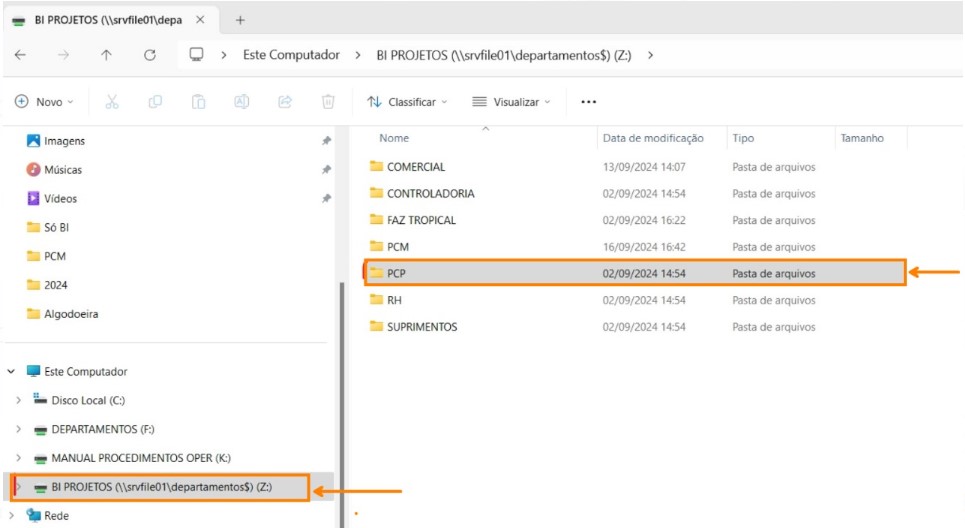 BI PROJETOS (\\srvfile01\depa
Este Computador > BI PROJETOS (\\srvfile01\departamentos$) (Z:) >
Novo Classificar Visualizar ...
Imagens
Músicas
Vídeos
Só BI
PCM
2024
Algodoeira
Este Computador
Disco Local (C:)
DEPARTAMENTOS (F:)
MANUAL PROCEDIMENTOS OPER (K:)
BI PROJETOS (\\srvfile01\departamentos$) (Z:)
Rede
Nome Data de modificação Tipo Tamanho
COMERCIAL 13/09/2024 14:07 Pasta de arquivos
CONTROLADORIA 02/09/2024 14:54 Pasta de arquivos
FAZ TROPICAL 02/09/2024 16:22 Pasta de arquivos
PCM 16/09/2024 16:42 Pasta de arquivos
PCP 02/09/2024 14:54 Pasta de arquivos
RH 02/09/2024 14:54 Pasta de arquivos
SUPRIMENTOS 02/09/2024 14:54 Pasta de arquivos